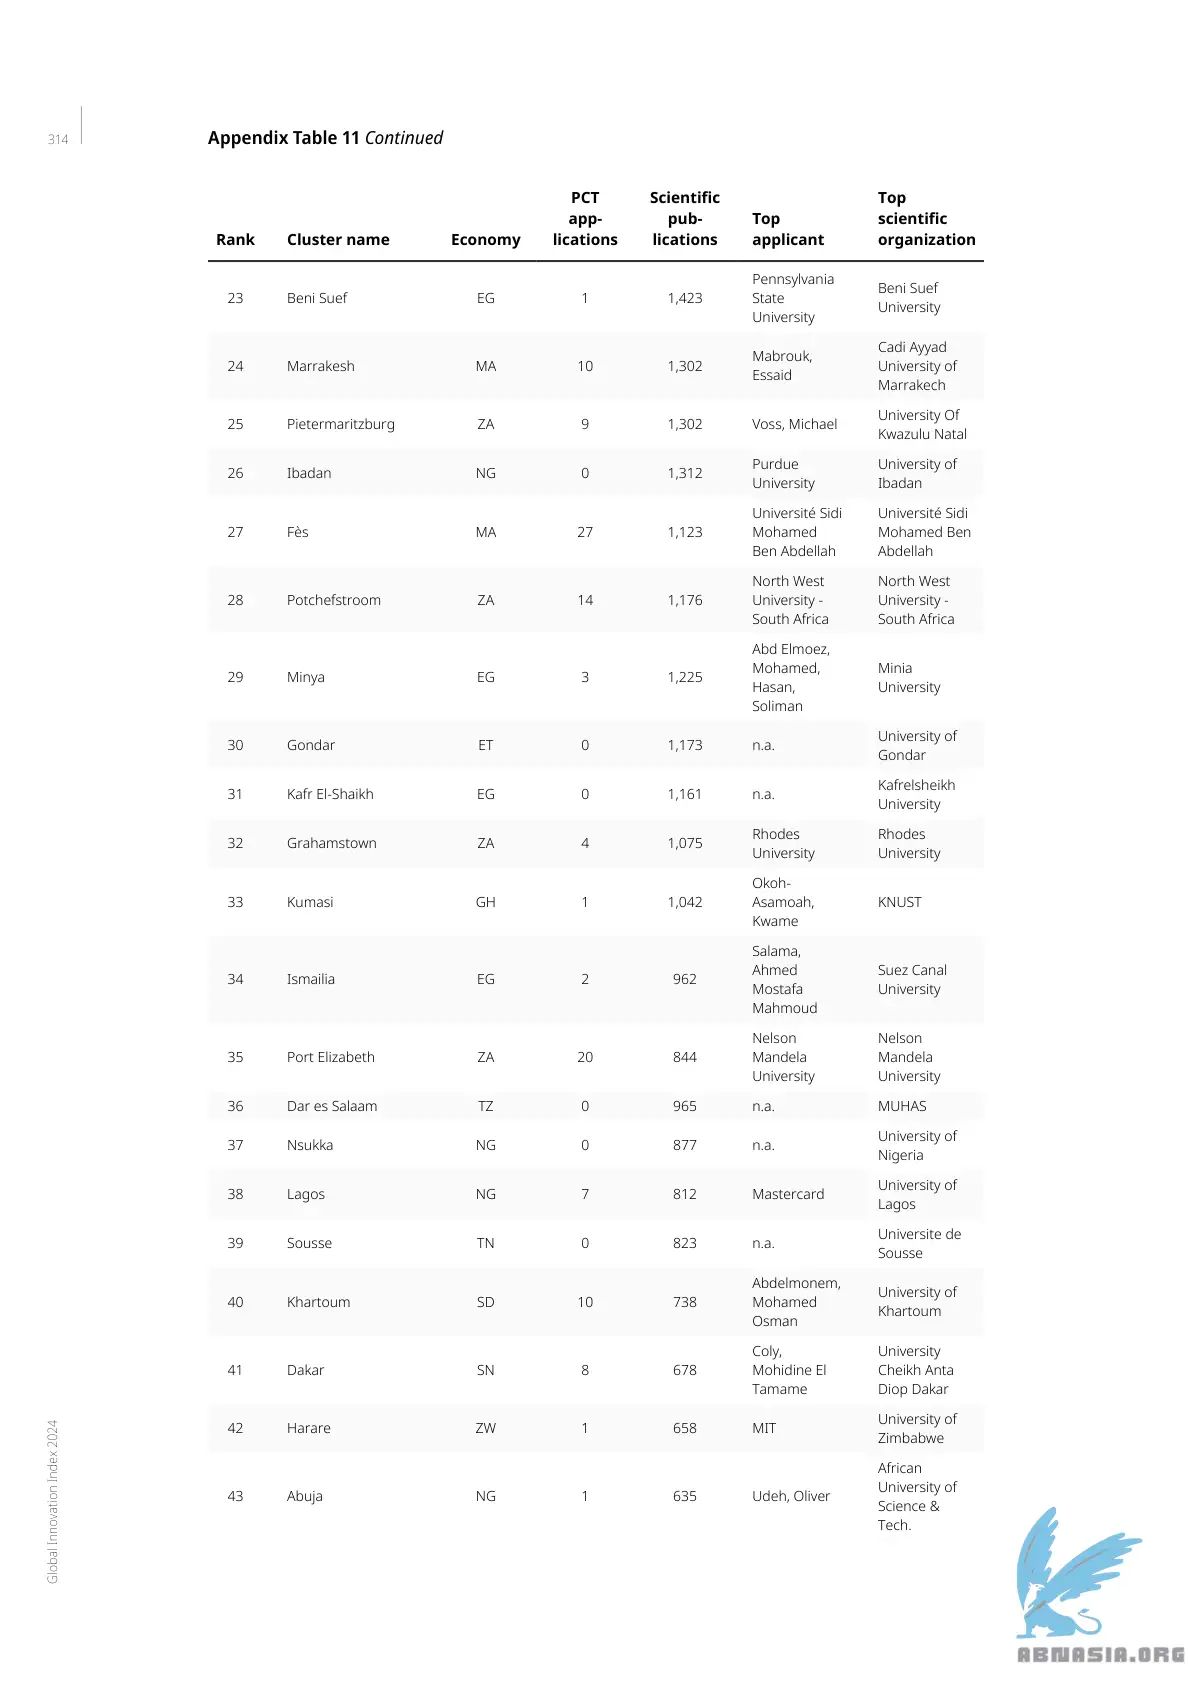 314
Appendix Table 11 Continued
Rank Cluster name Economy PCT app-lications Scientific pub-lications Top applicant Top scientific organization
23 Beni Suef EG 1 1,423 Pennsylvania State University Beni Suef University
24 Marrakesh MA 10 1,302 Mabrouk, Essaid Cadi Ayyad University of Marrakech
25 Pietermaritzburg ZA 9 1,302 Voss, Michael University Of Kwazulu Natal
26 Ibadan NG 0 1,312 Purdue University University of Ibadan
27 Fès MA 27 1,123 Université Sidi Mohamed Ben Abdellah Université Sidi Mohamed Ben Abdellah
28 Potchefstroom ZA 14 1,176 North West University - South Africa North West University - South Africa
29 Minya EG 3 1,225 Abd Elmoez, Mohamed, Hasan, Soliman Minia University
30 Gondar ET 0 1,173 n.a. University of Gondar
31 Kafr El-Shaikh EG 0 1,161 n.a. Kafrelsheikh University
32 Grahamstown ZA 4 1,075 Rhodes University Rhodes University
33 Kumasi GH 1 1,042 Okoh-Asamoah, Kwame KNUST
34 Ismailia EG 2 962 Salama, Ahmed Mostafa Mahmoud Suez Canal University
35 Port Elizabeth ZA 20 844 Nelson Mandela University Nelson Mandela University
36 Dar es Salaam TZ 0 965 n.a. MUHAS
37 Nsukka NG 0 877 n.a. University of Nigeria
38 Lagos NG 7 812 Mastercard University of Lagos
39 Sousse TN 0 823 n.a. Universite de Sousse
40 Khartoum SD 10 738 Abdelmonem, Mohamed Osman University of Khartoum
41 Dakar SN 8 678 Coly, Mohidine El Tamame University Cheikh Anta Diop Dakar
42 Harare ZW 1 658 MIT University of Zimbabwe
43 Abuja NG 1 635 Udeh, Oliver African University of Science & Tech.
Global Innovation Index 2024
ABNASIA.ORG